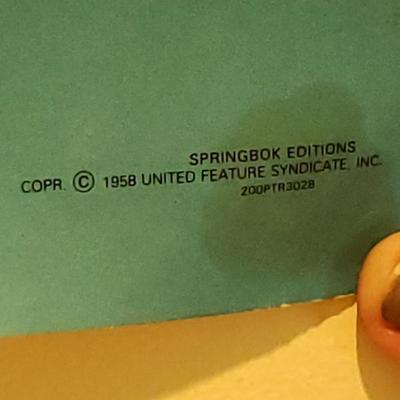 SPRINGBOK EDITIONS
COPR. © 1958 UNITED FEATURE SYNDICATE, INC.
200PTR3028